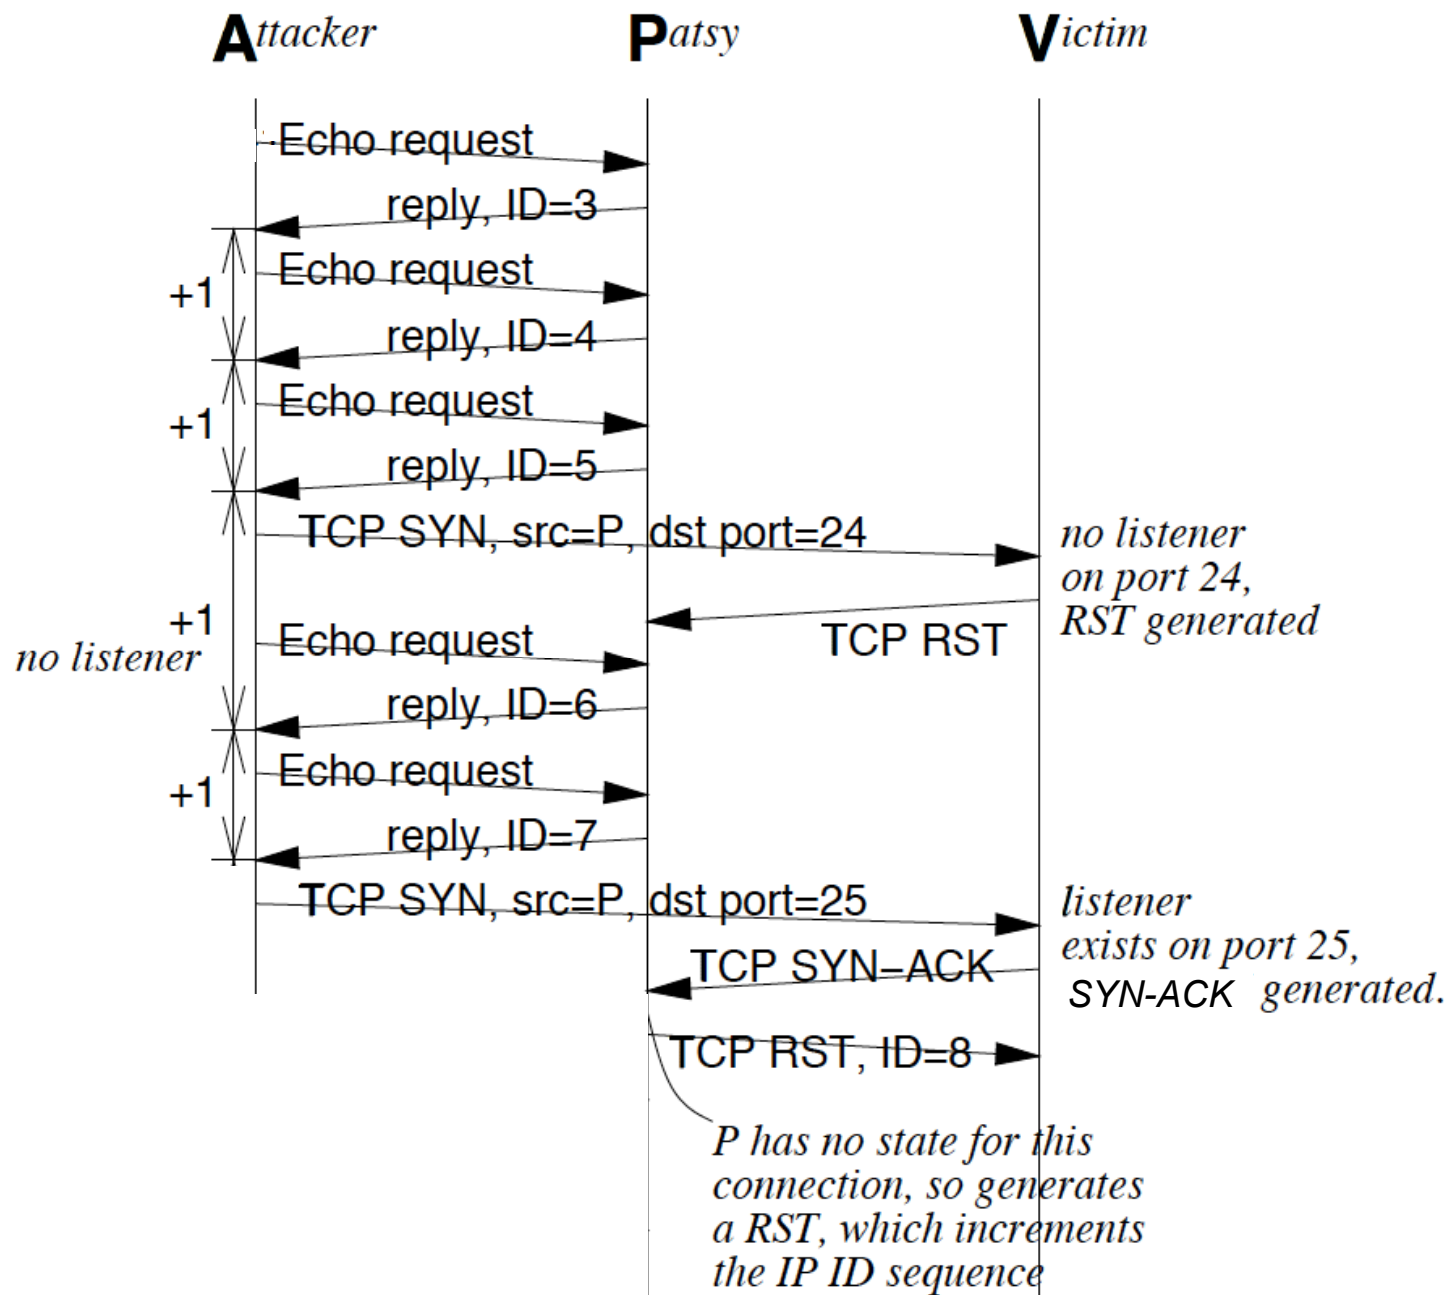 Attacker
Patsy
Victim
Echo request
reply, ID=3
+1
Echo request
reply, ID=4
+1
Echo request
reply, ID=5
TCP SYN, src=P, dst port=24
no listener
on port 24,
RST generated
TCP RST
+1
no listener
Echo request
reply, ID=6
+1
Echo request
reply, ID=7
TCP SYN, src=P, dst port=25
listener
exists on port 25,
SYN-ACK generated.
TCP SYN–ACK
TCP RST, ID=8
P has no state for this
connection, so generates
a RST, which increments
the IP ID sequence